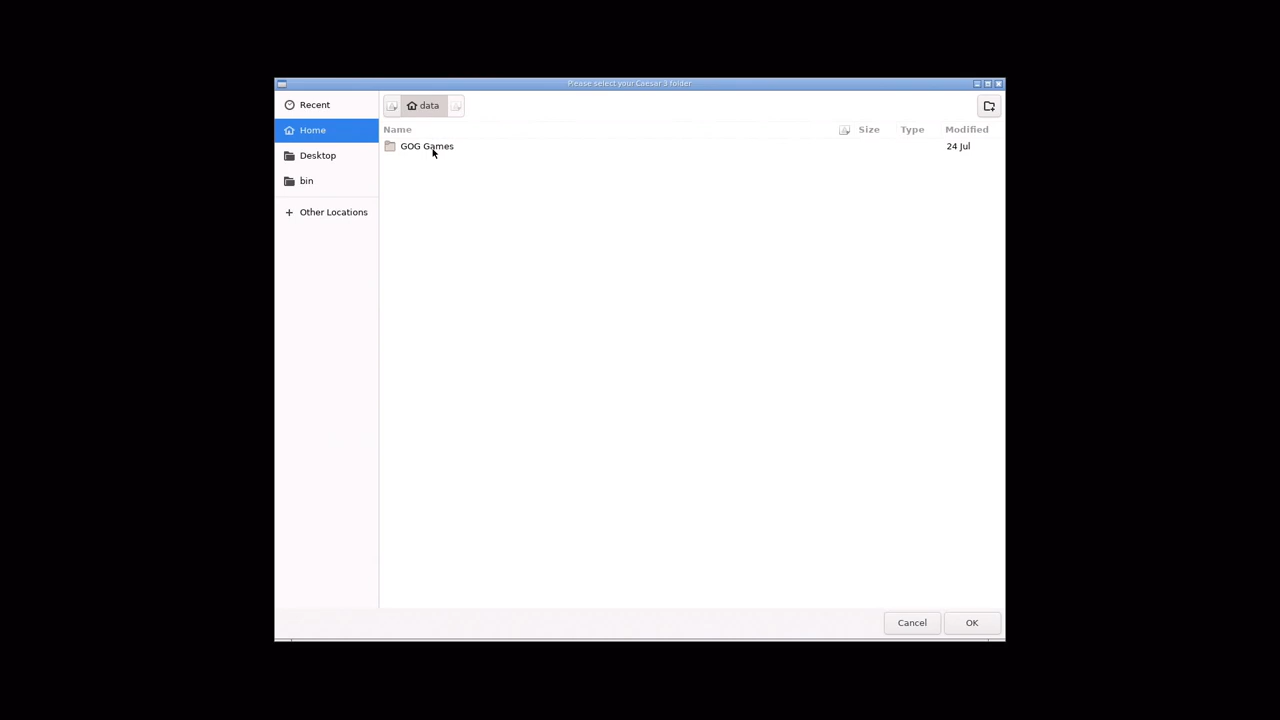 Please select your Caesar 3 folder
Recent
Home
Desktop
bin
Other Locations
data
Name Size Type Modified
GOG Games 24 Jul
Cancel OK